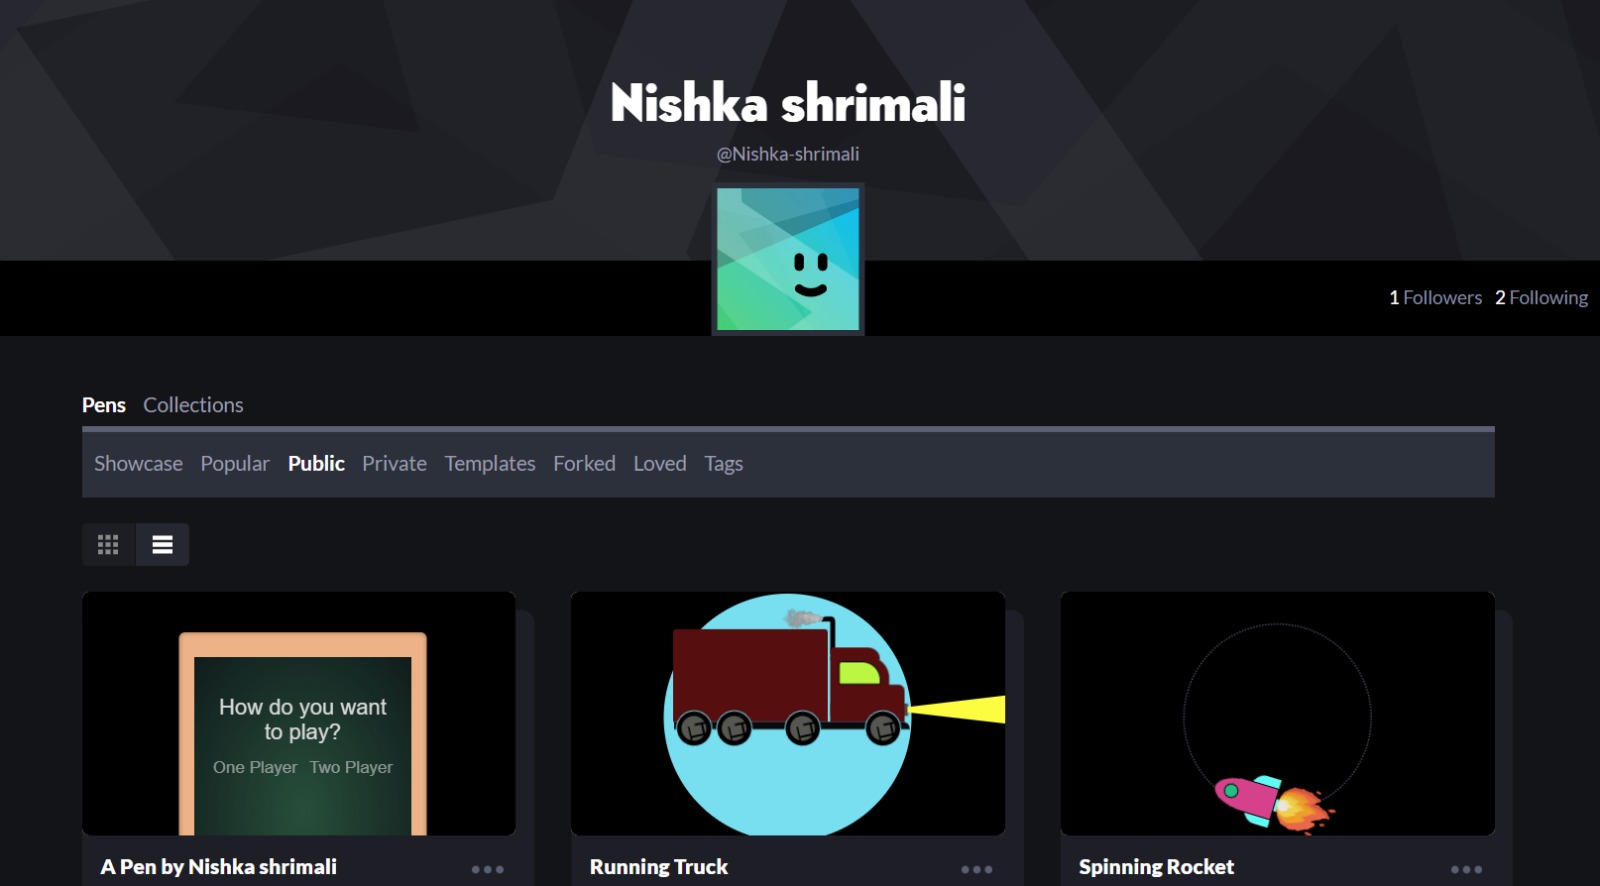 Nishka shrimali
@Nishka-shrimali
1 Followers 2 Following
Pens Collections
Showcase Popular Public Private Templates Forked Loved Tags
How do you want
to play?
One Player Two Player
A Pen by Nishka shrimali
Running Truck
Spinning Rocket